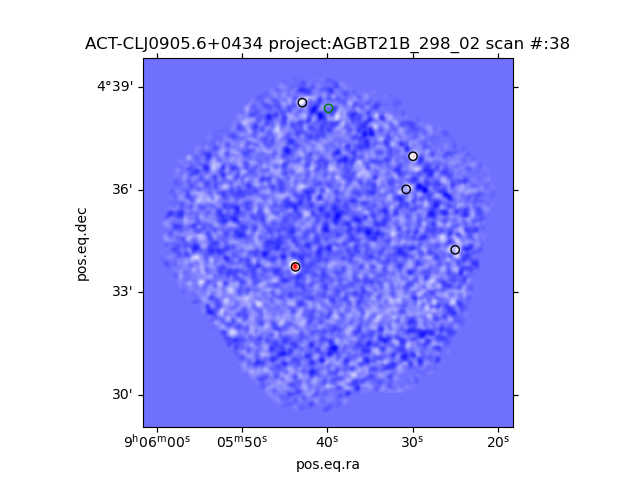 ACT-CLJ0905.6+0434 project:AGBT21B_298_02 scan #:38
4°39'
36'
33'
30'
pos.eq.dec
9ʰ06ᵐ00ˢ 05ᵐ50ˢ 40ˢ 30ˢ 20ˢ
pos.eq.ra